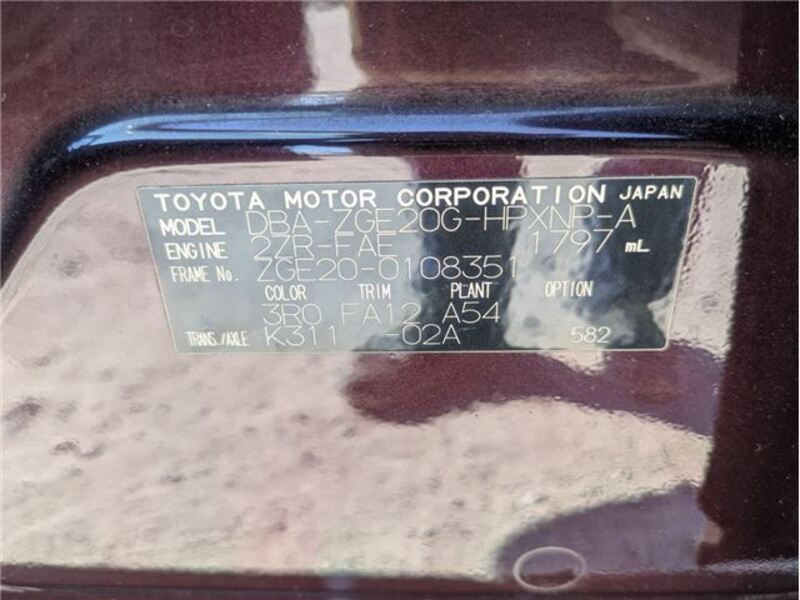 TOYOTA MOTOR CORPORATION JAPAN
MODEL DBA-ZGE20G-HPXNP-A
ENGINE 2ZR-FAE 1797 mL
FRAME No. ZGE20-0108351
COLOR TRIM PLANT OPTION
3R0 FA12 A54
TRANS./AXLE K311 -02A 582